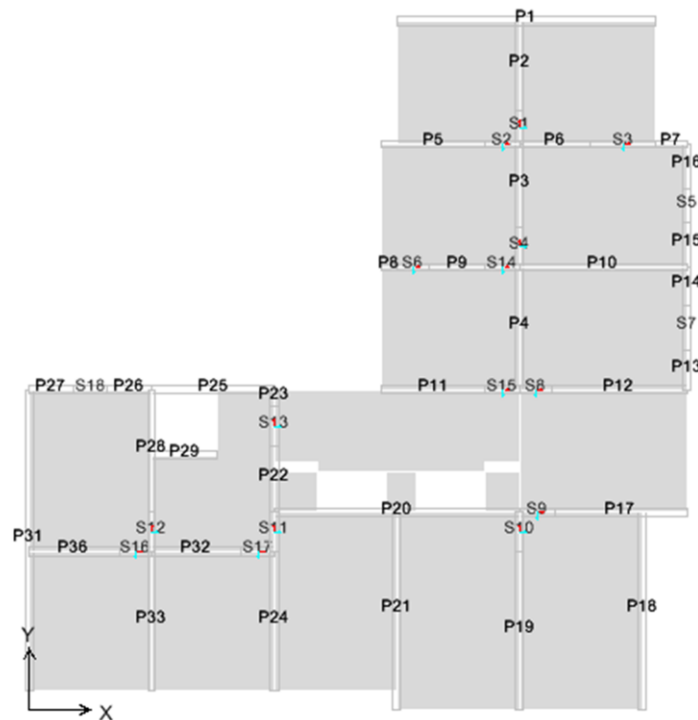 P1
P2
S1
P5 S2 P6 S3 P7
P16
P3
S5
P15
S4
P8 S6 P9 S14 P10
P14
P4
S7
P13
P27 S18 P26 P25 P11 S15 S8 P12
P23
S13
P28
P29
P22
P20 S9 P17
S12 S11 S10
P31
P36 S16 P32 S17
P21 P18
P33 P24
P19
Y
X